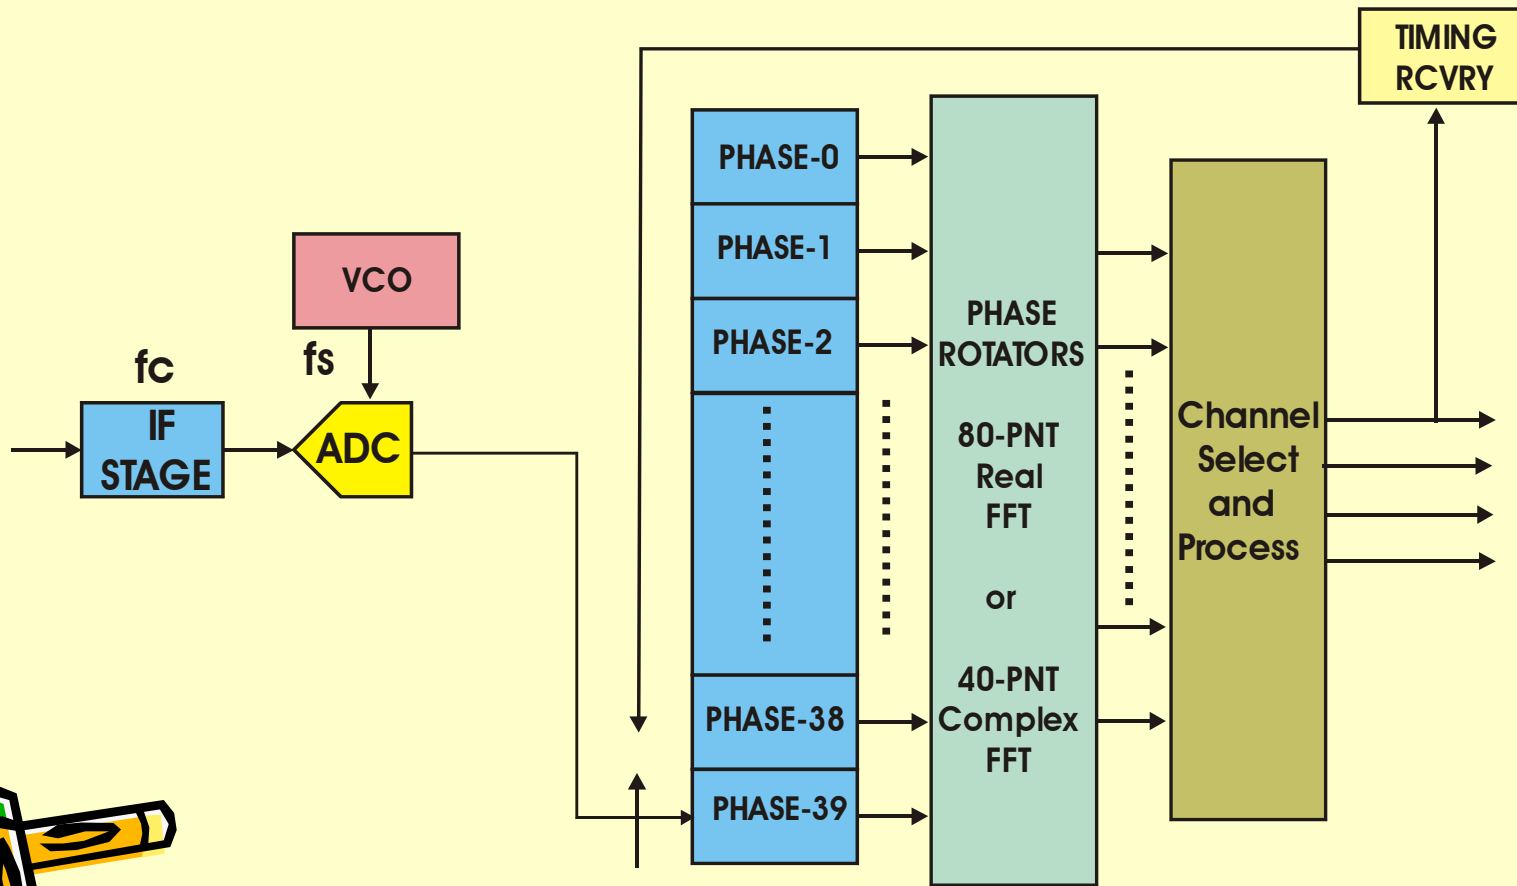 TIMING
RCVRY
PHASE-0
PHASE-1
PHASE-2
PHASE-38
PHASE-39
VCO
fc
fs
IF
STAGE
ADC
PHASE
ROTATORS
80-PNT
Real
FFT
or
40-PNT
Complex
FFT
Channel
Select
and
Process